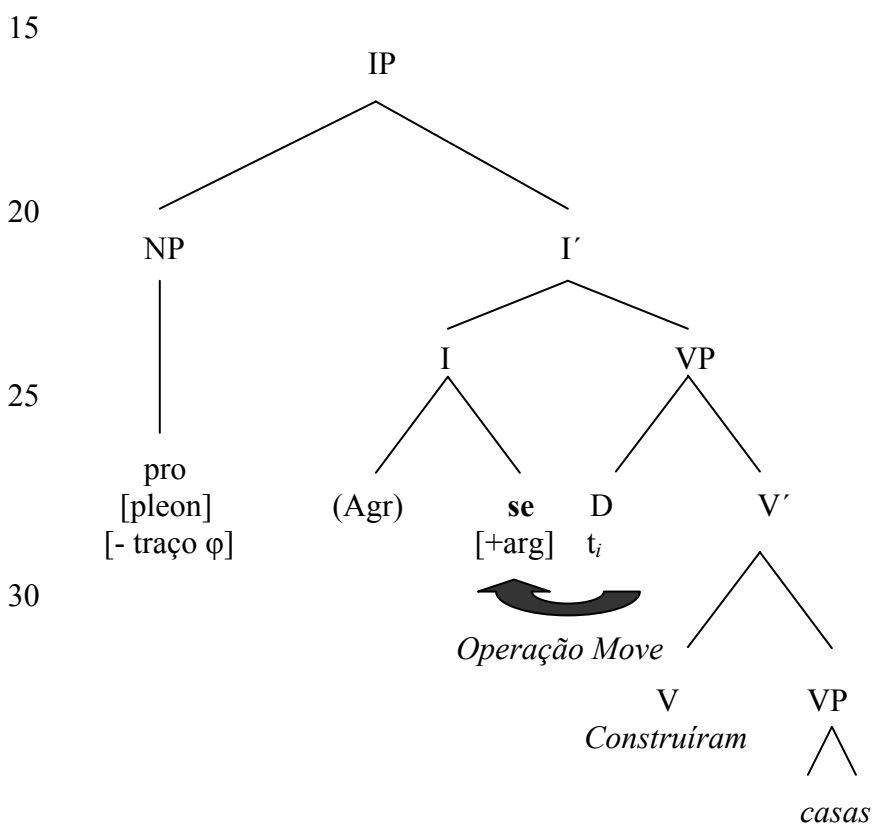 15
IP
20
NP I´
I VP
25
pro
[pleon] (Agr) se D V´
[- traço φ] [+arg] ti
30
Operação Move
V VP
Construíram
casas